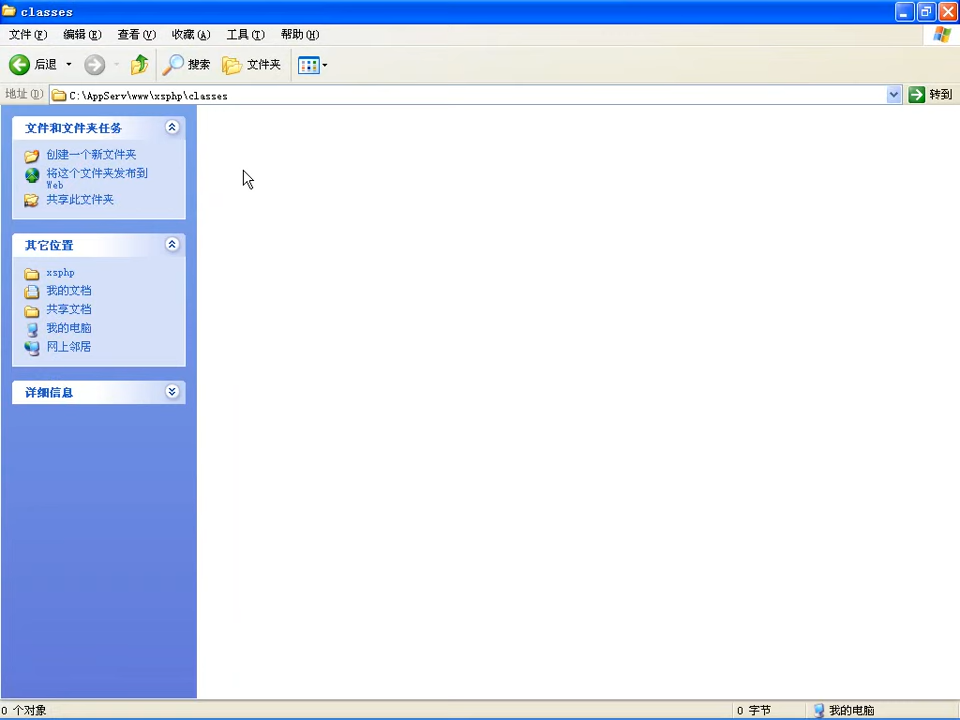 classes
文件(F) 编辑(E) 查看(V) 收藏(A) 工具(T) 帮助(H)
后退 搜索 文件夹
地址(D) C:\AppServ\www\xsphp\classes 转到
文件和文件夹任务
创建一个新文件夹
将这个文件夹发布到
Web
共享此文件夹
其它位置
xsphp
我的文档
共享文档
我的电脑
网上邻居
详细信息
0 个对象 0 字节 我的电脑